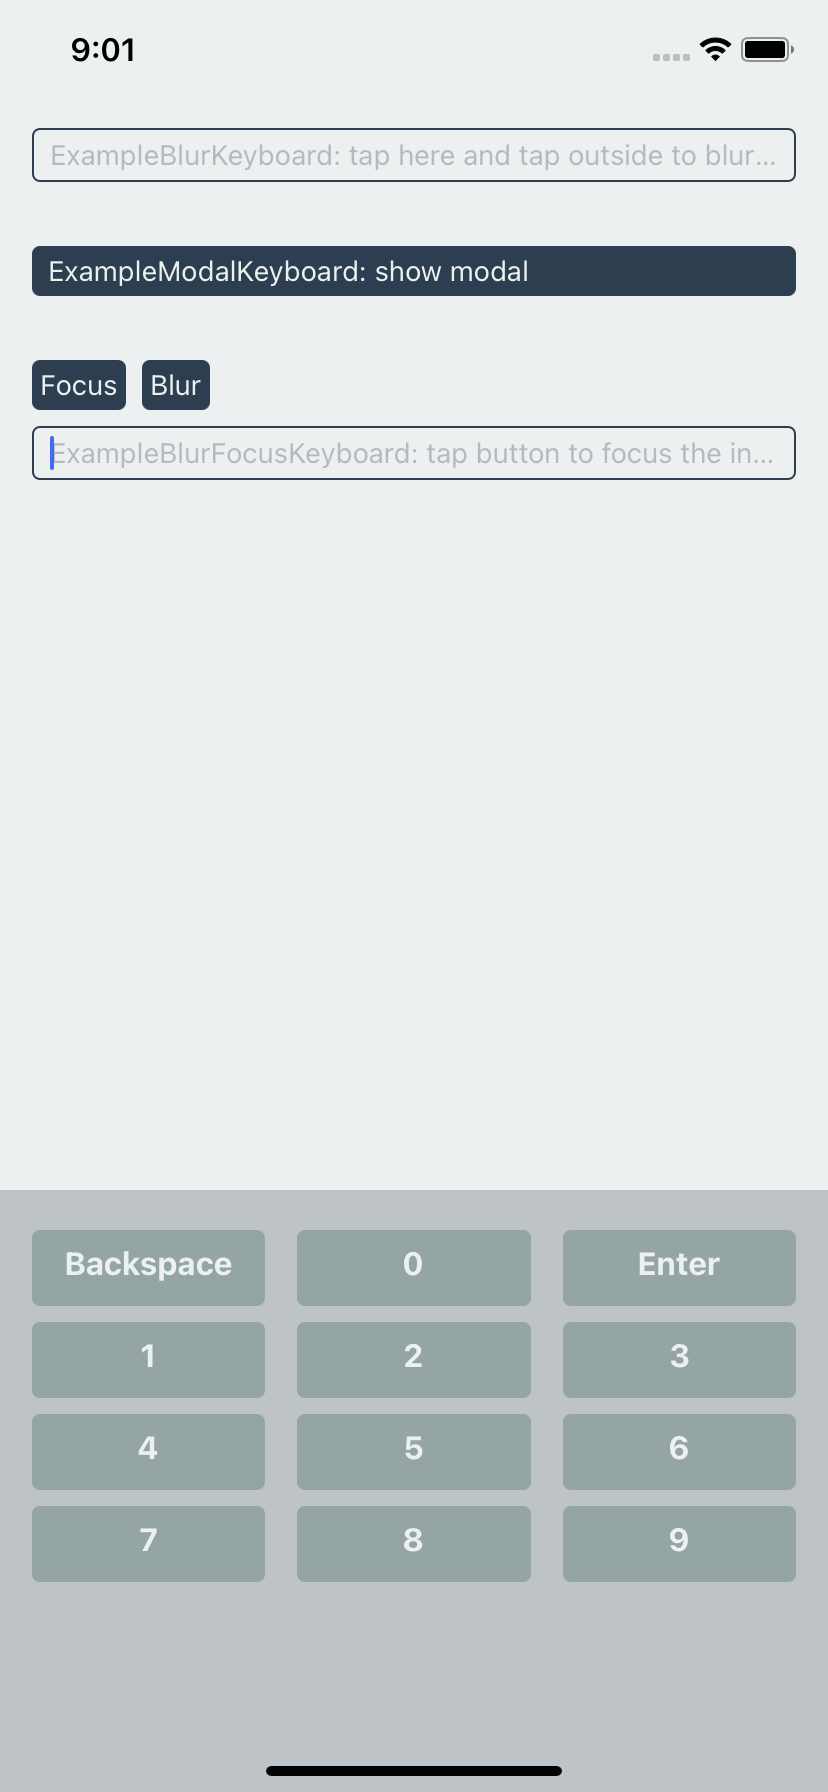 9:01
ExampleBlurKeyboard: tap here and tap outside to blur...
ExampleModalKeyboard: show modal
Focus Blur
ExampleBlurFocusKeyboard: tap button to focus the in...
Backspace 0 Enter
1 2 3
4 5 6
7 8 9